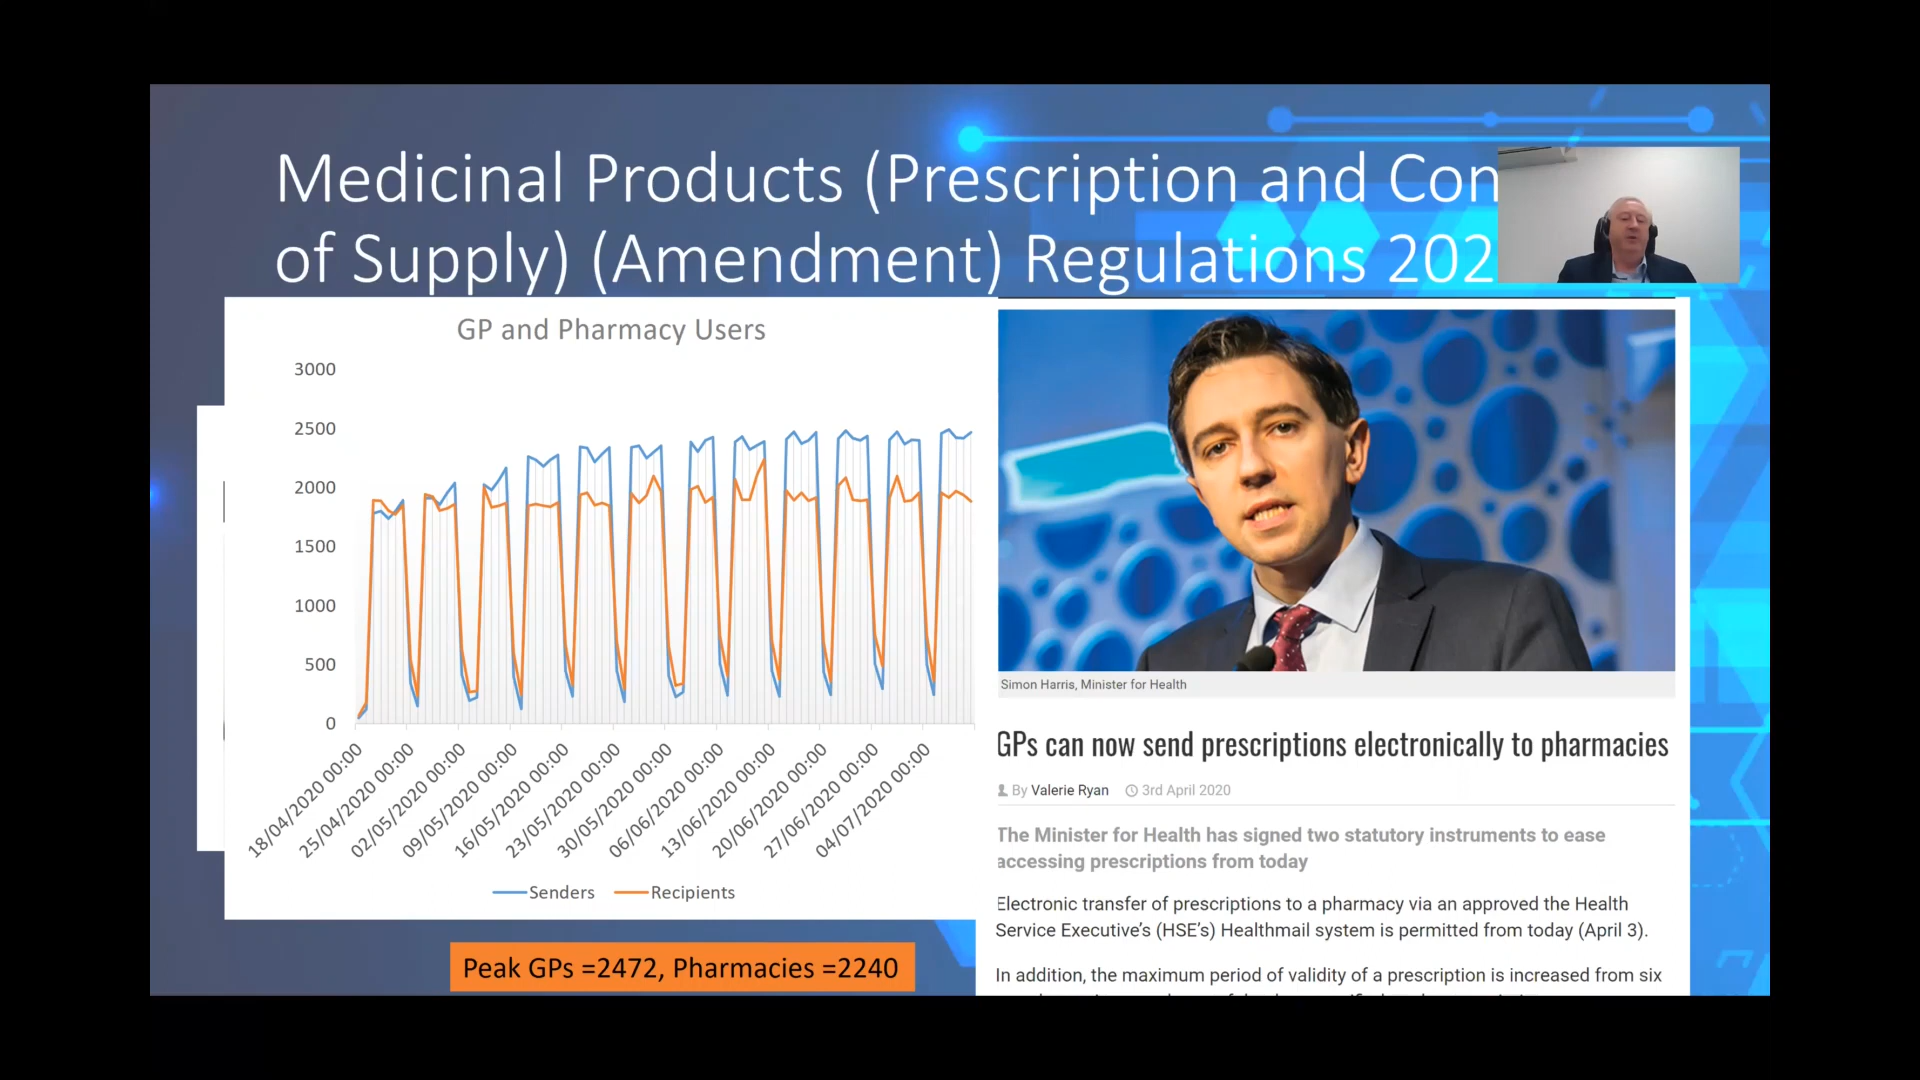 Medicinal Products (Prescription and Con
of Supply) (Amendment) Regulations 202
GP and Pharmacy Users
3000
2500
2000
1500
1000
500
0
18/04/2020 00:00
25/04/2020 00:00
02/05/2020 00:00
09/05/2020 00:00
16/05/2020 00:00
23/05/2020 00:00
30/05/2020 00:00
06/06/2020 00:00
13/06/2020 00:00
20/06/2020 00:00
27/06/2020 00:00
04/07/2020 00:00
Senders Recipients
Peak GPs =2472, Pharmacies =2240
Simon Harris, Minister for Health
GPs can now send prescriptions electronically to pharmacies
By Valerie Ryan 3rd April 2020
The Minister for Health has signed two statutory instruments to ease
accessing prescriptions from today
Electronic transfer of prescriptions to a pharmacy via an approved the Health
Service Executive's (HSE's) Healthmail system is permitted from today (April 3).
In addition, the maximum period of validity of a prescription is increased from six